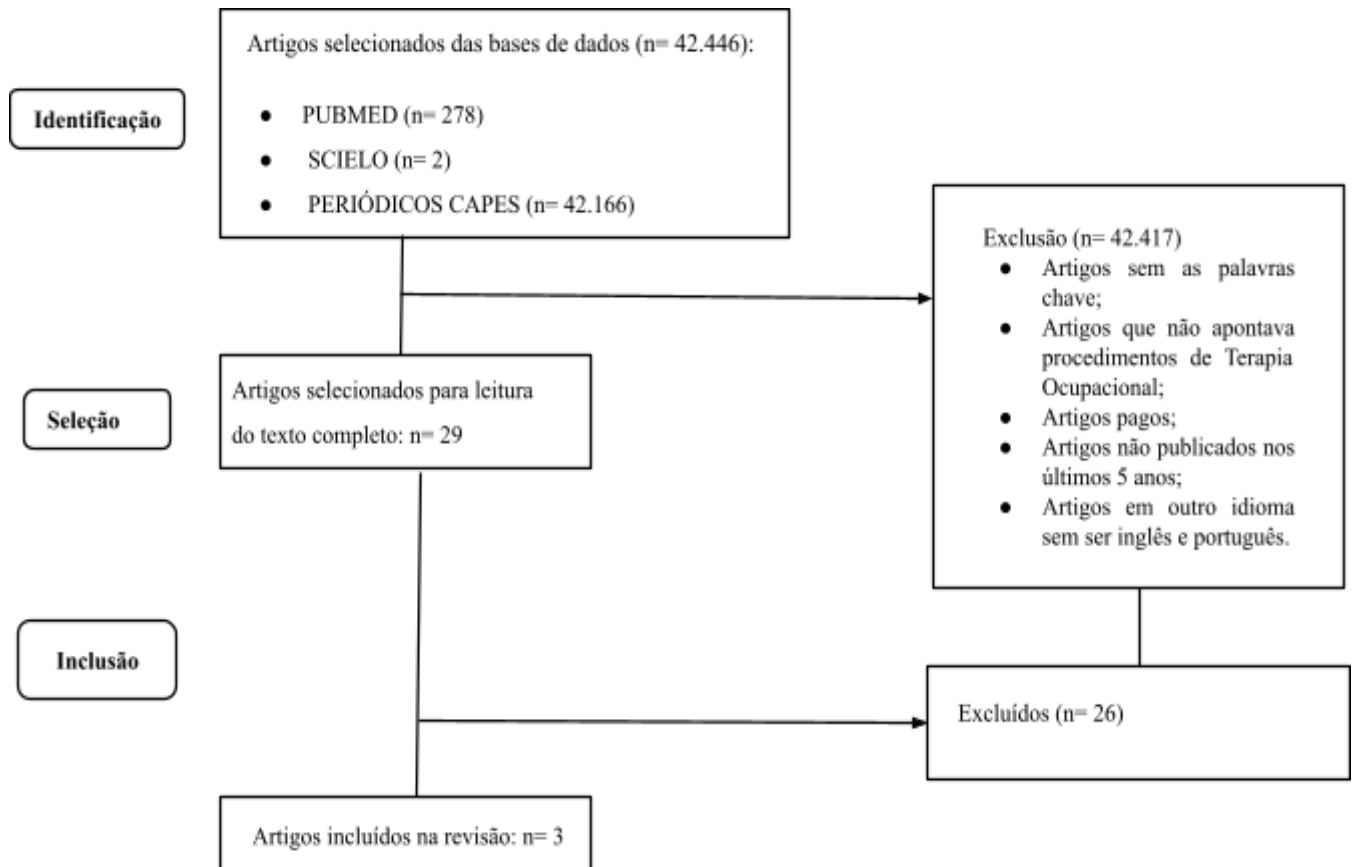 Artigos selecionados das bases de dados (n= 42.446):
Identificação
● PUBMED (n= 278)
● SCIELO (n= 2)
● PERIÓDICOS CAPES (n= 42.166)
Exclusão (n= 42.417)
● Artigos sem as palavras
chave;
● Artigos que não apontava
procedimentos de Terapia
Ocupacional;
● Artigos pagos;
● Artigos não publicados nos
últimos 5 anos;
● Artigos em outro idioma
sem ser inglês e português.
Seleção
Artigos selecionados para leitura
do texto completo: n= 29
Inclusão
Excluídos (n= 26)
Artigos incluídos na revisão: n= 3